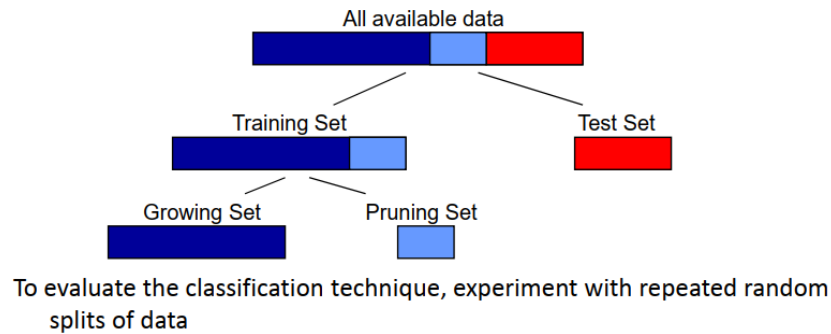 All available data
Training Set
Test Set
Growing Set
Pruning Set
To evaluate the classification technique, experiment with repeated random
splits of data